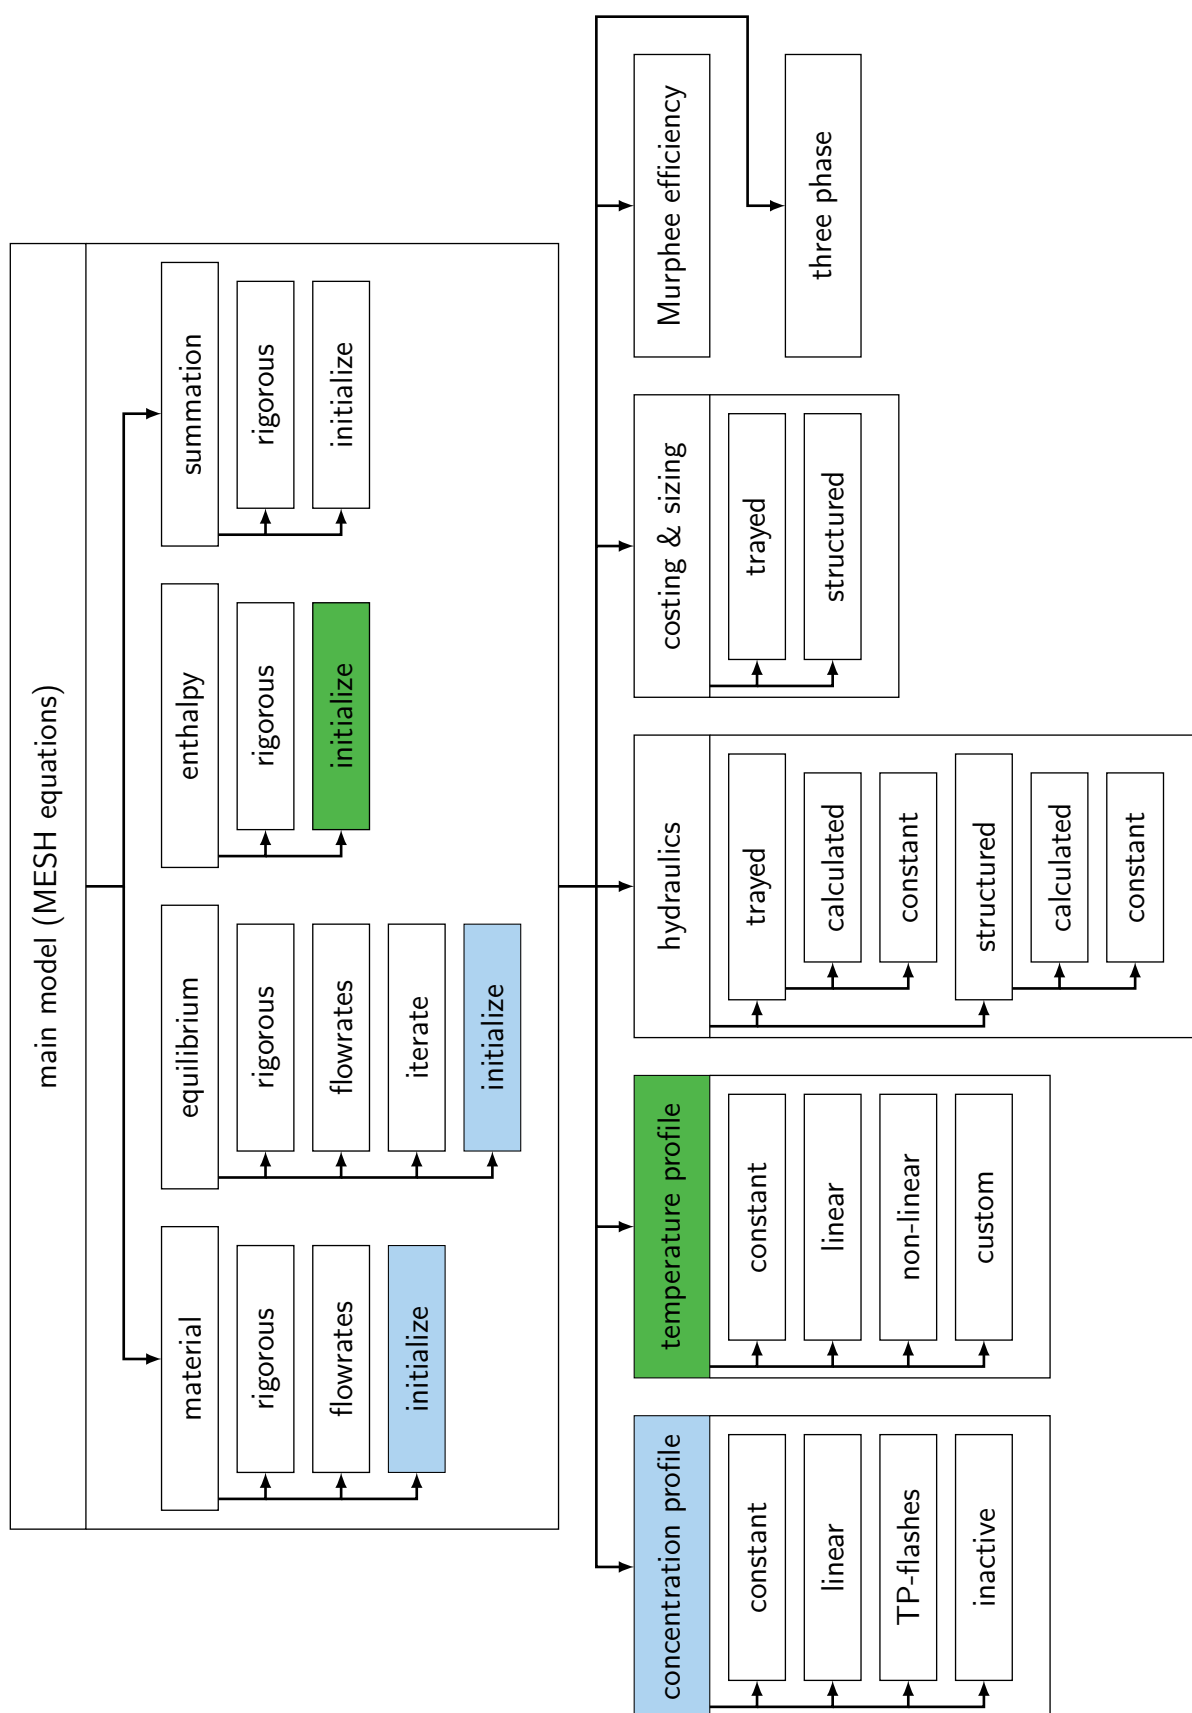 main model (MESH equations)
material
rigorous
flowrates
initialize
equilibrium
rigorous
flowrates
iterate
initialize
enthalpy
rigorous
initialize
summation
rigorous
initialize
concentration profile
constant
linear
TP-flashes
inactive
temperature profile
constant
linear
non-linear
custom
hydraulics
trayed
calculated
constant
structured
calculated
constant
costing & sizing
trayed
structured
Murphee efficiency
three phase